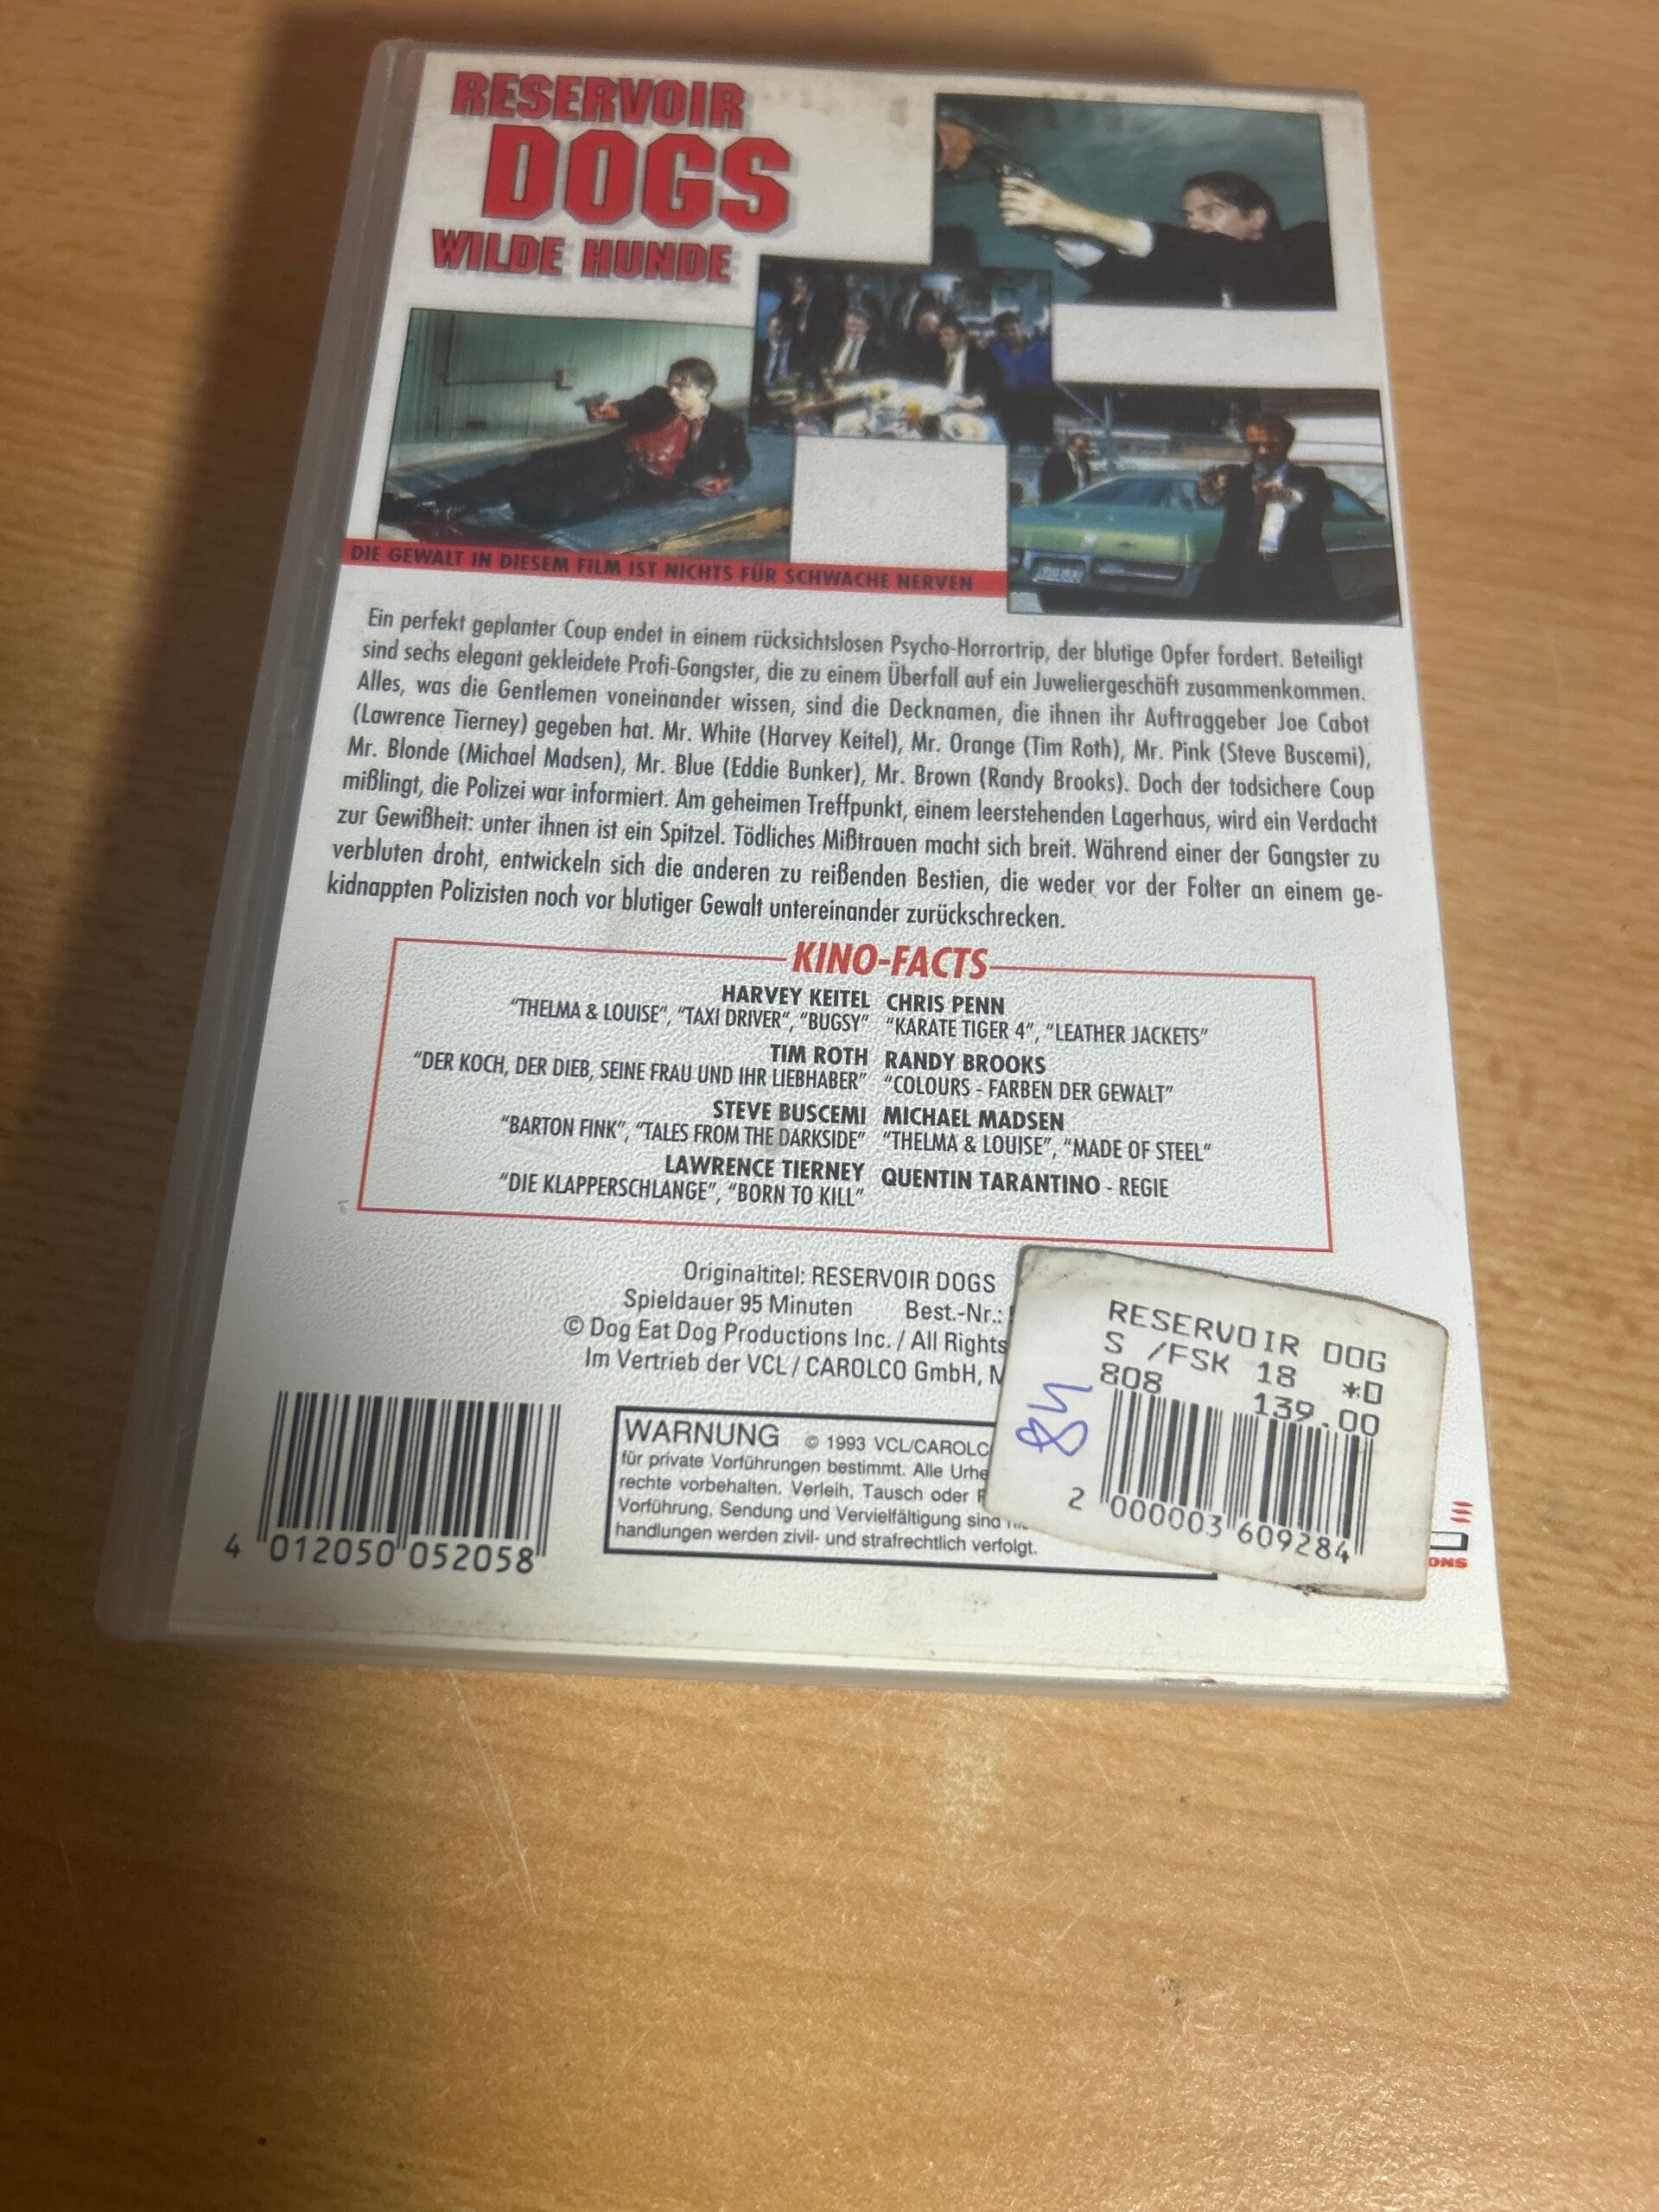 RESERVOIR
DOGS
WILDE HUNDE
DIE GEWALT IN DIESEM FILM IST NICHTS FÜR SCHWACHE NERVEN
Ein perfekt geplanter Coup endet in einem rücksichtslosen Psycho-Horrortrip, der blutige Opfer fordert. Beteiligt
sind sechs elegant gekleidete Profi-Gangster, die zu einem Überfall auf ein Juweliergeschäft zusammenkommen.
Alles, was die Gentlemen voneinander wissen, sind die Decknamen, die ihnen ihr Auftraggeber Joe Cabot
(Lawrence Tierney) gegeben hat. Mr. White (Harvey Keitel), Mr. Orange (Tim Roth), Mr. Pink (Steve Buscemi),
Mr. Blonde (Michael Madsen), Mr. Blue (Eddie Bunker), Mr. Brown (Randy Brooks). Doch der todsichere Coup
mißlingt, die Polizei war informiert. Am geheimen Treffpunkt, einem leerstehenden Lagerhaus, wird ein Verdacht
zur Gewißheit: unter ihnen ist ein Spitzel. Tödliches Mißtrauen macht sich breit. Während einer der Gangster zu
verbluten droht, entwickeln sich die anderen zu reißenden Bestien, die weder vor der Folter an einem ge-
kidnappten Polizisten noch vor blutiger Gewalt untereinander zurückschrecken.
KINO-FACTS
HARVEY KEITEL
"THELMA & LOUISE", "TAXI DRIVER", "BUGSY"
CHRIS PENN
"KARATE TIGER 4", "LEATHER JACKETS"
TIM ROTH
"DER KOCH, DER DIEB, SEINE FRAU UND IHR LIEBHABER"
RANDY BROOKS
"COLOURS - FARBEN DER GEWALT"
STEVE BUSCEMI
"BARTON FINK", "TALES FROM THE DARKSIDE"
MICHAEL MADSEN
"THELMA & LOUISE", "MADE OF STEEL"
LAWRENCE TIERNEY
"DIE KLAPPERSCHLANGE", "BORN TO KILL"
QUENTIN TARANTINO - REGIE
Originaltitel: RESERVOIR DOGS
Spieldauer 95 Minuten Best.-Nr.:
© Dog Eat Dog Productions Inc. / All Rights
Im Vertrieb der VCL / CAROLCO GmbH, M
WARNUNG © 1993 VCL/CAROLC
für private Vorführungen bestimmt. Alle Urhe
rechte vorbehalten. Verleih, Tausch oder
Vorführung, Sendung und Vervielfältigung sind
handlungen werden zivil- und strafrechtlich verfolgt.
4 012050 052058
RESERVOIR DOG
S /FSK 18 *D
808 139.00
2 000003 609284
ONS